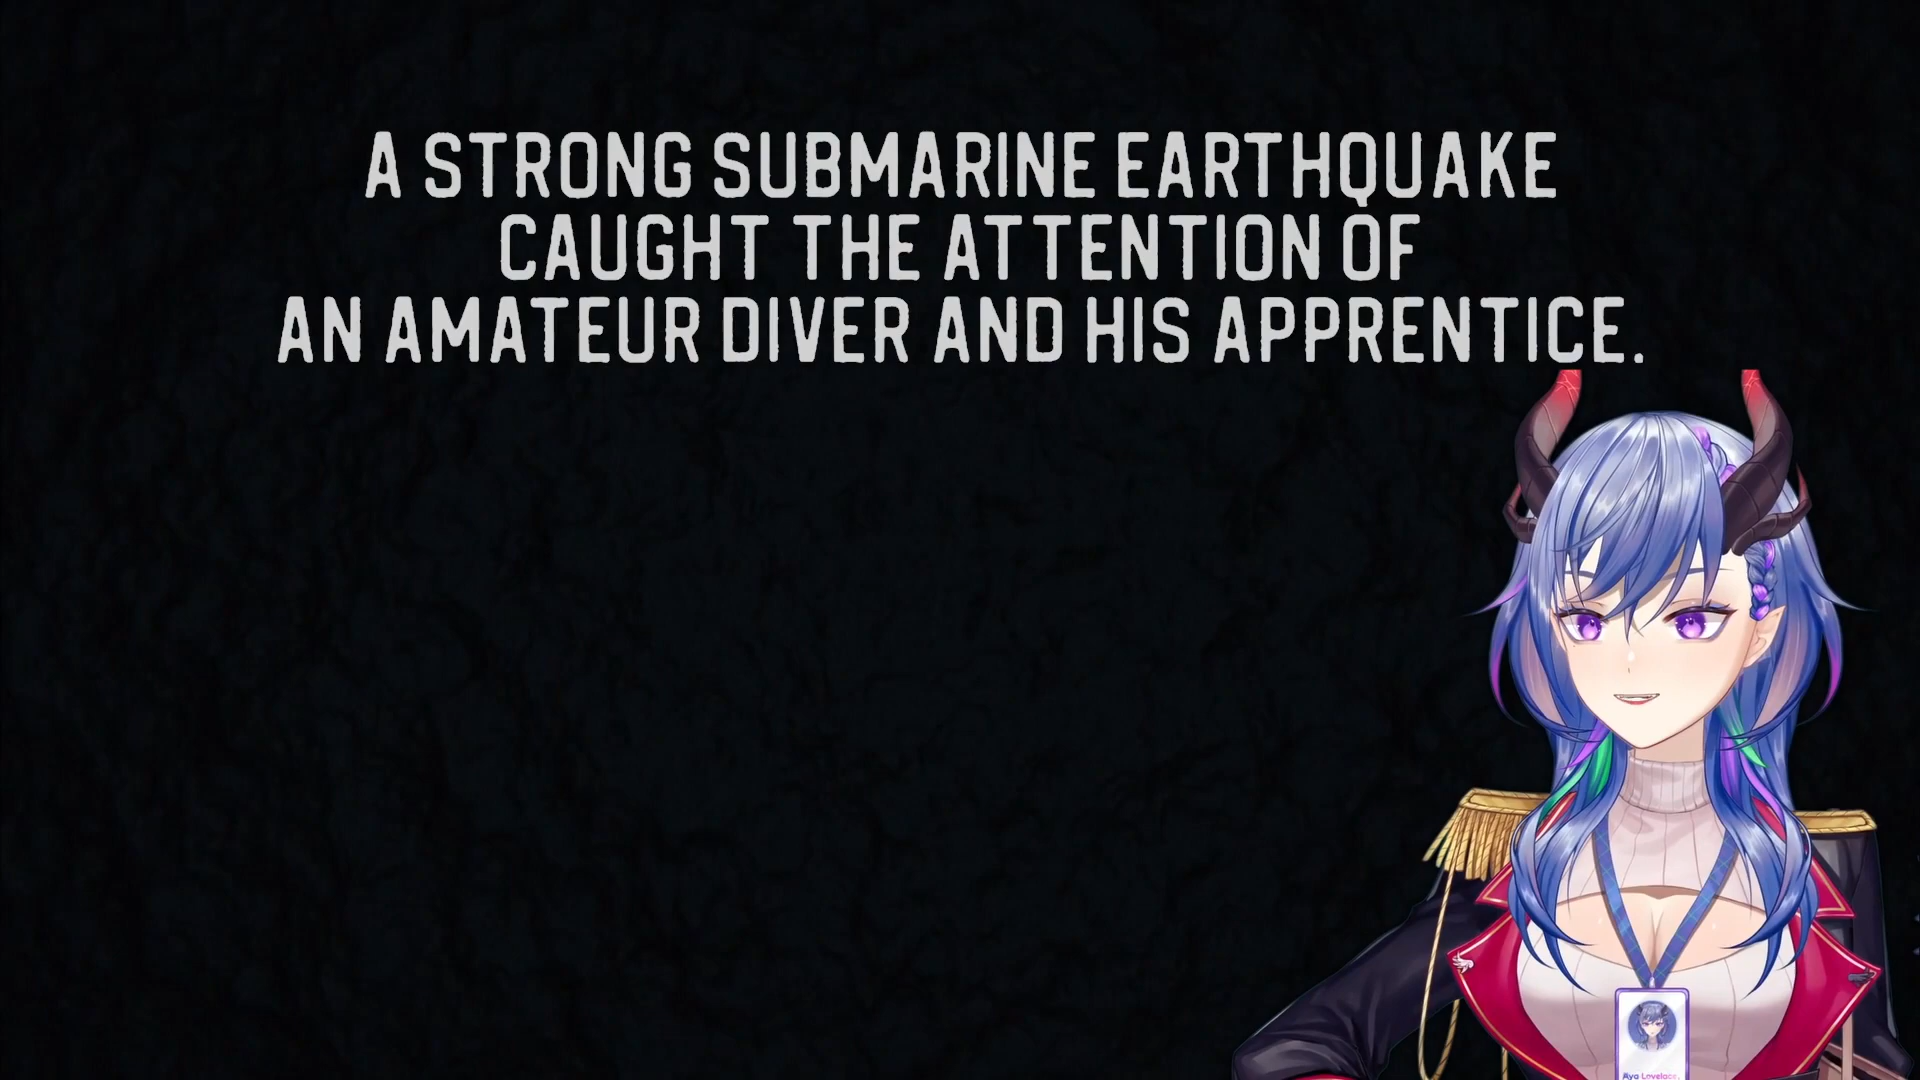 A STRONG SUBMARINE EARTHQUAKE
CAUGHT THE ATTENTION OF
AN AMATEUR DIVER AND HIS APPRENTICE.